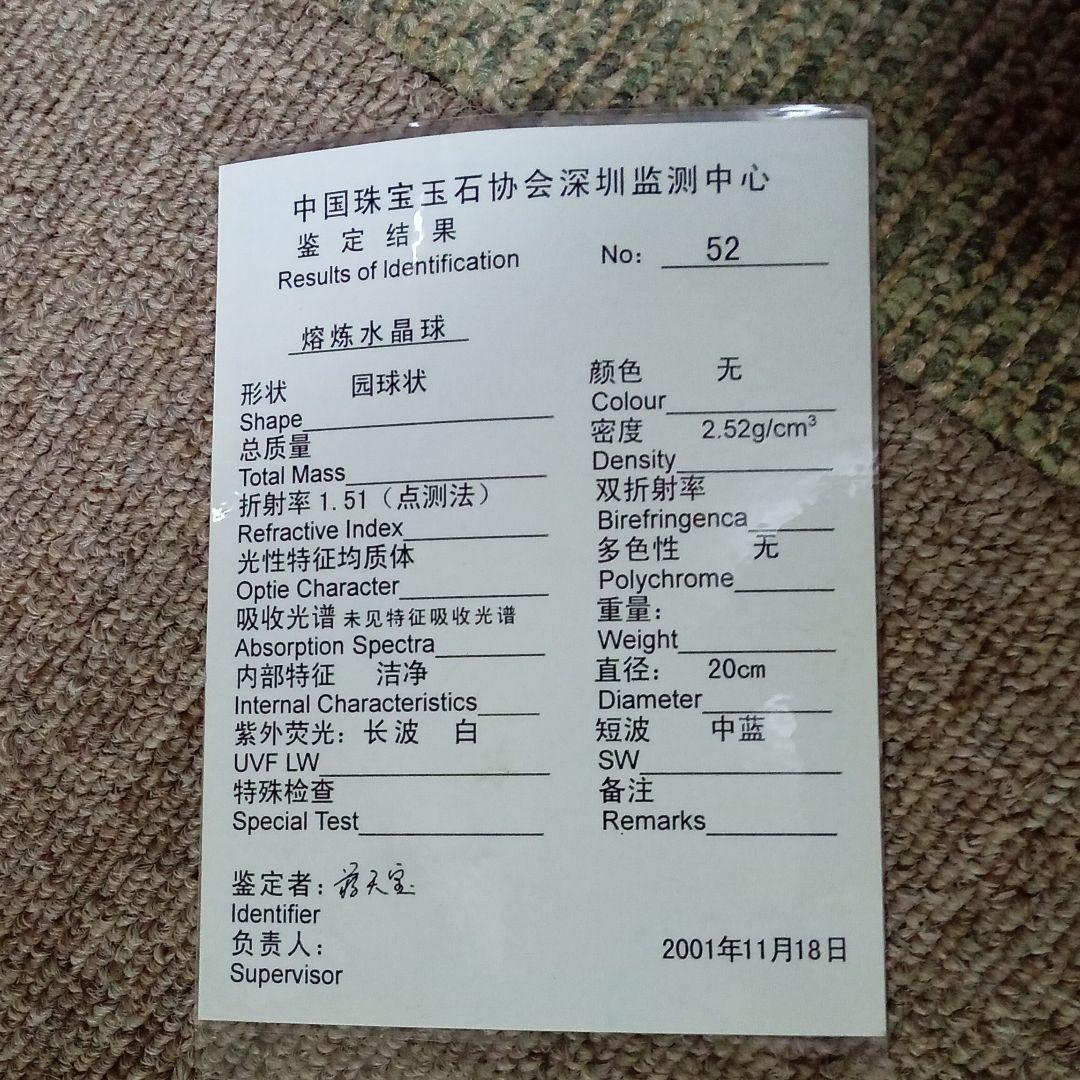 中国珠宝玉石协会深圳监测中心
鉴定结果
Results of Identification
No： 52
熔炼水晶球
形状 园球状
Shape
颜色 无
Colour
总质量
Total Mass
密度 2.52g/cm³
Density
折射率 1.51（点测法）
Refractive Index
双折射率
Birefringenca
光性特征均质体
Optie Character
多色性 无
Polychrome
吸收光谱 未见特征吸收光谱
Absorption Spectra
重量：
Weight
内部特征 洁净
Internal Characteristics
直径： 20cm
Diameter
紫外荧光：长波 白
UVF LW
短波 中蓝
SW
特殊检查
Special Test
备注
Remarks
鉴定者：
Identifier
负责人：
Supervisor
2001年11月18日